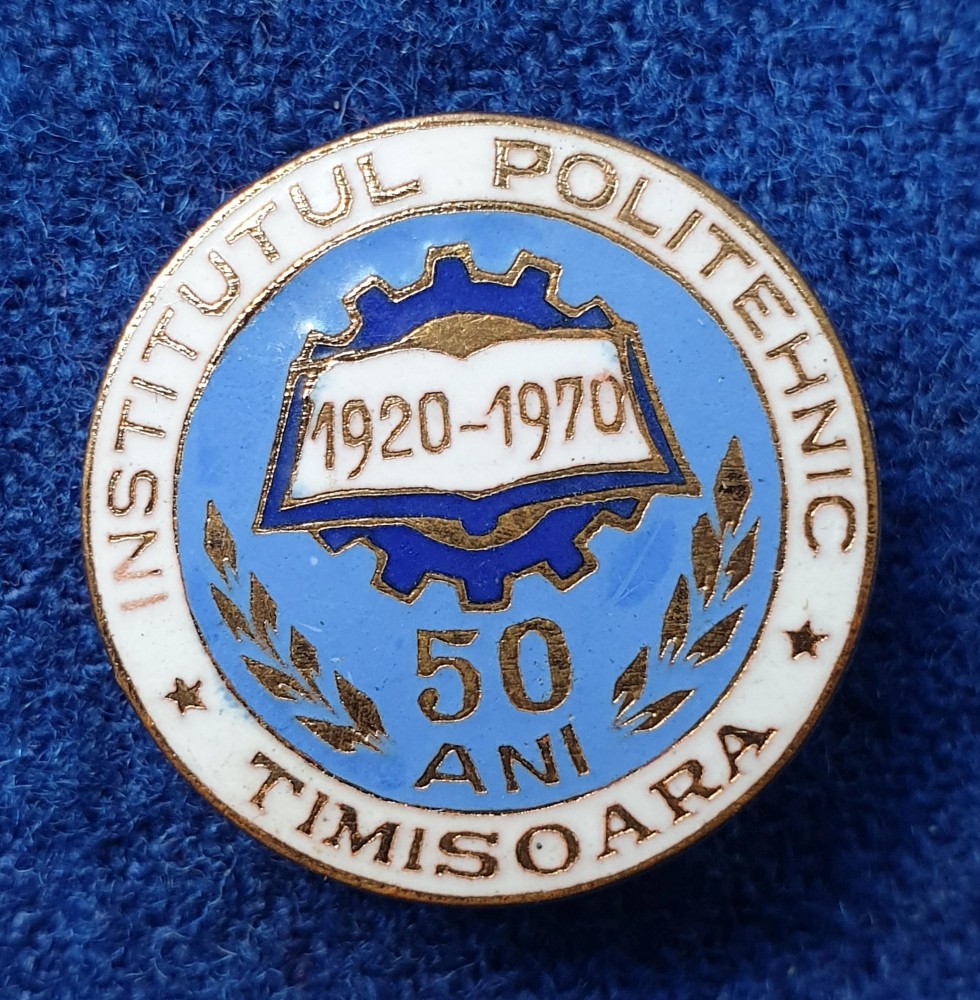 INSTITUTUL POLITEHNIC
1920-1970
50
ANI
TIMISOARA